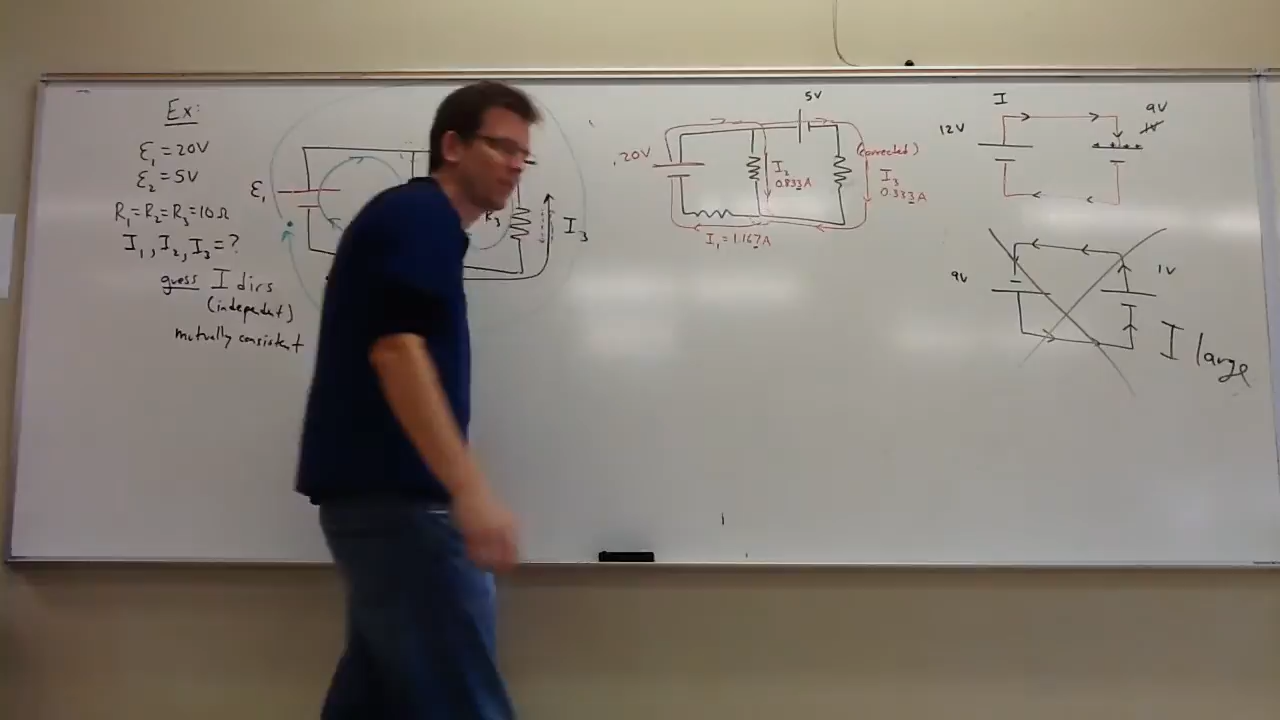 Ex:
ε₁ = 20V
ε₂ = 5V
R₁ = R₂ = R₃ = 10Ω
I₁, I₂, I₃ = ?
guess I dirs
(independent)
mutually consistent
ε₁
R₃
I₃
5V
20V
I₂
0.833A
(corrected)
I₃
0.333A
I₁ = 1.167A
I
12V
9V
9V
1V
I large